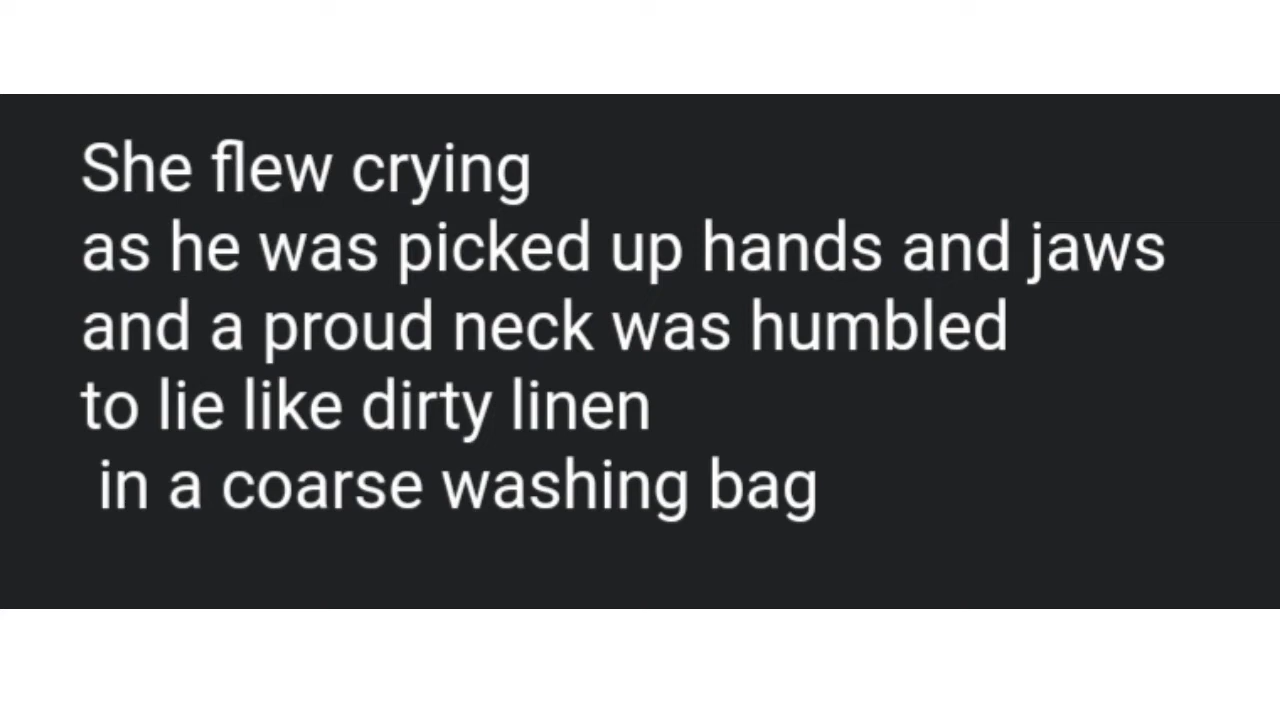 She flew crying
as he was picked up hands and jaws
and a proud neck was humbled
to lie like dirty linen
in a coarse washing bag